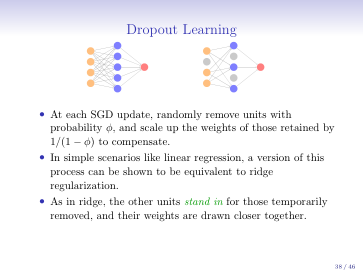 Dropout Learning
• At each SGD update, randomly remove units with
probability ϕ, and scale up the weights of those retained by
1/(1 − ϕ) to compensate.
• In simple scenarios like linear regression, a version of this
process can be shown to be equivalent to ridge
regularization.
• As in ridge, the other units stand in for those temporarily
removed, and their weights are drawn closer together.
38 / 46